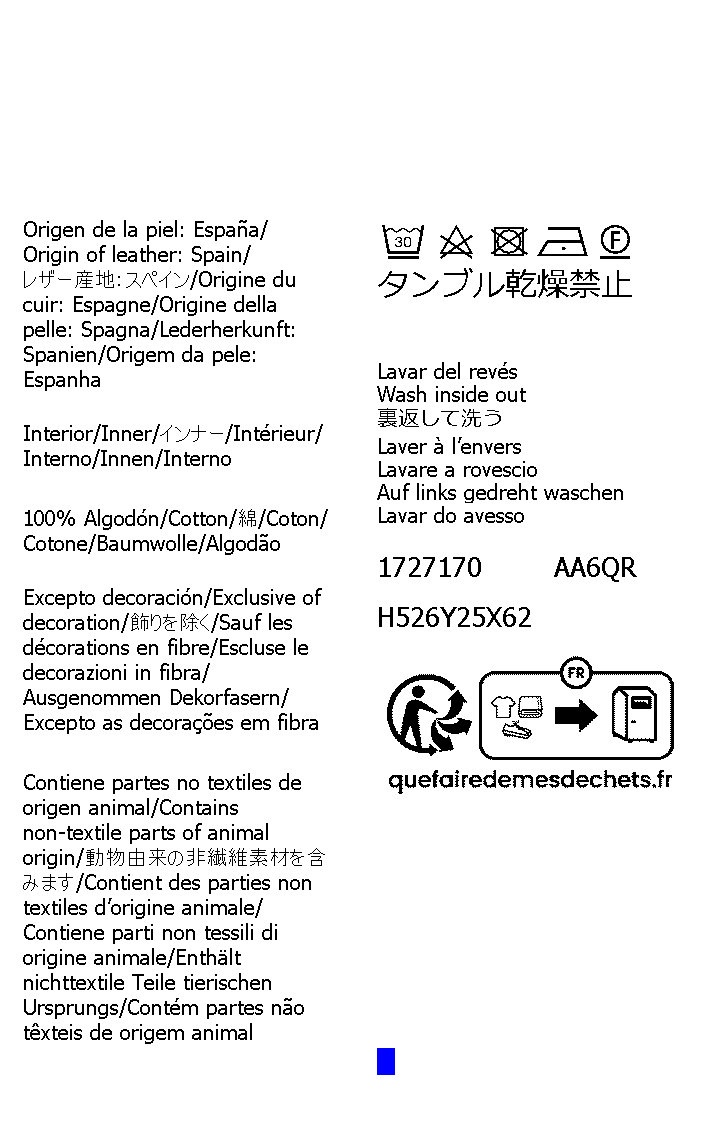 Origen de la piel: España/
Origin of leather: Spain/
レザー産地：スペイン/Origine du
cuir: Espagne/Origine della
pelle: Spagna/Lederherkunft:
Spanien/Origem da pele:
Espanha
Interior/Inner/インナー/Intérieur/
Interno/Innen/Interno
100% Algodón/Cotton/綿/Coton/
Cotone/Baumwolle/Algodão
Excepto decoración/Exclusive of
decoration/飾りを除く/Sauf les
décorations en fibre/Escluse le
decorazioni in fibra/
Ausgenommen Dekorfasern/
Excepto as decorações em fibra
Contiene partes no textiles de
origen animal/Contains
non-textile parts of animal
origin/動物由来の非繊維素材を含
みます/Contient des parties non
textiles d’origine animale/
Contiene parti non tessili di
origine animale/Enthält
nichttextile Teile tierischen
Ursprungs/Contém partes não
têxteis de origem animal
30 F
タンブル乾燥禁止
Lavar del revés
Wash inside out
裏返して洗う
Laver à l’envers
Lavare a rovescio
Auf links gedreht waschen
Lavar do avesso
1727170 AA6QR
H526Y25X62
FR
quefairedemesdechets.fr